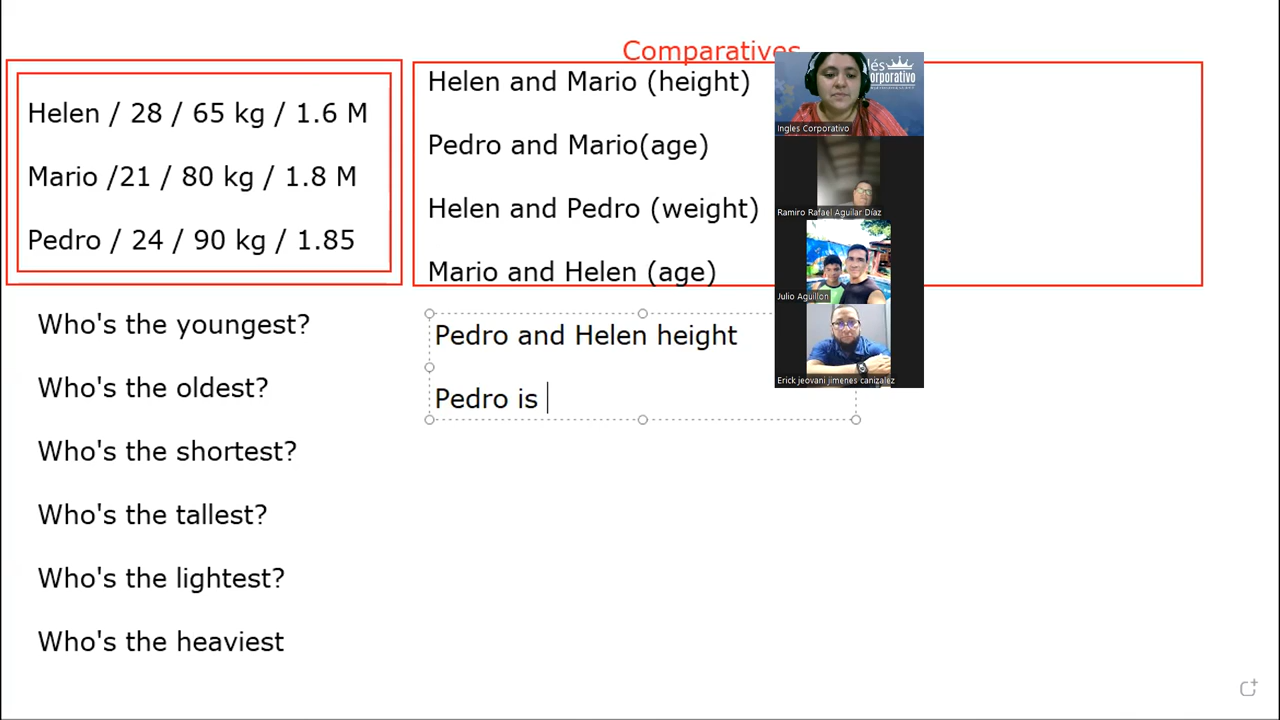 Comparatives
Helen / 28 / 65 kg / 1.6 M
Mario /21 / 80 kg / 1.8 M
Pedro / 24 / 90 kg / 1.85
Helen and Mario (height)
Pedro and Mario(age)
Helen and Pedro (weight)
Mario and Helen (age)
Who's the youngest?
Who's the oldest?
Who's the shortest?
Who's the tallest?
Who's the lightest?
Who's the heaviest
Pedro and Helen height
Pedro is
lés
orporativo
Ingles Corporativo
Ramiro Rafael Aguilar Díaz
Julio Aguillon
Erick jeovani jimenes canizalez